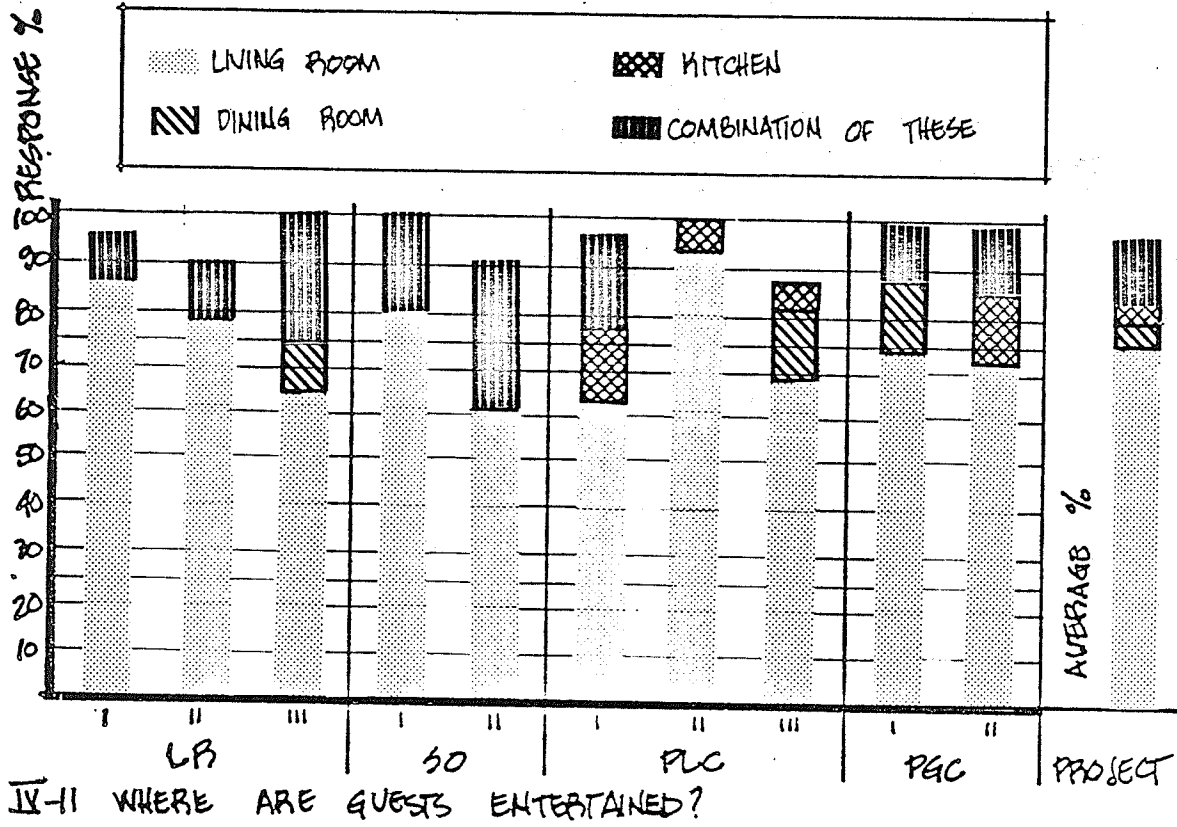 RESPONSE %
LIVING ROOM
KITCHEN
DINING ROOM
COMBINATION OF THESE
100
90
80
70
60
50
40
30
20
10
AVERAGE %
I II III I II I II III I II
LR SO PLC PGC PROJECT
IV-11 WHERE ARE GUESTS ENTERTAINED?